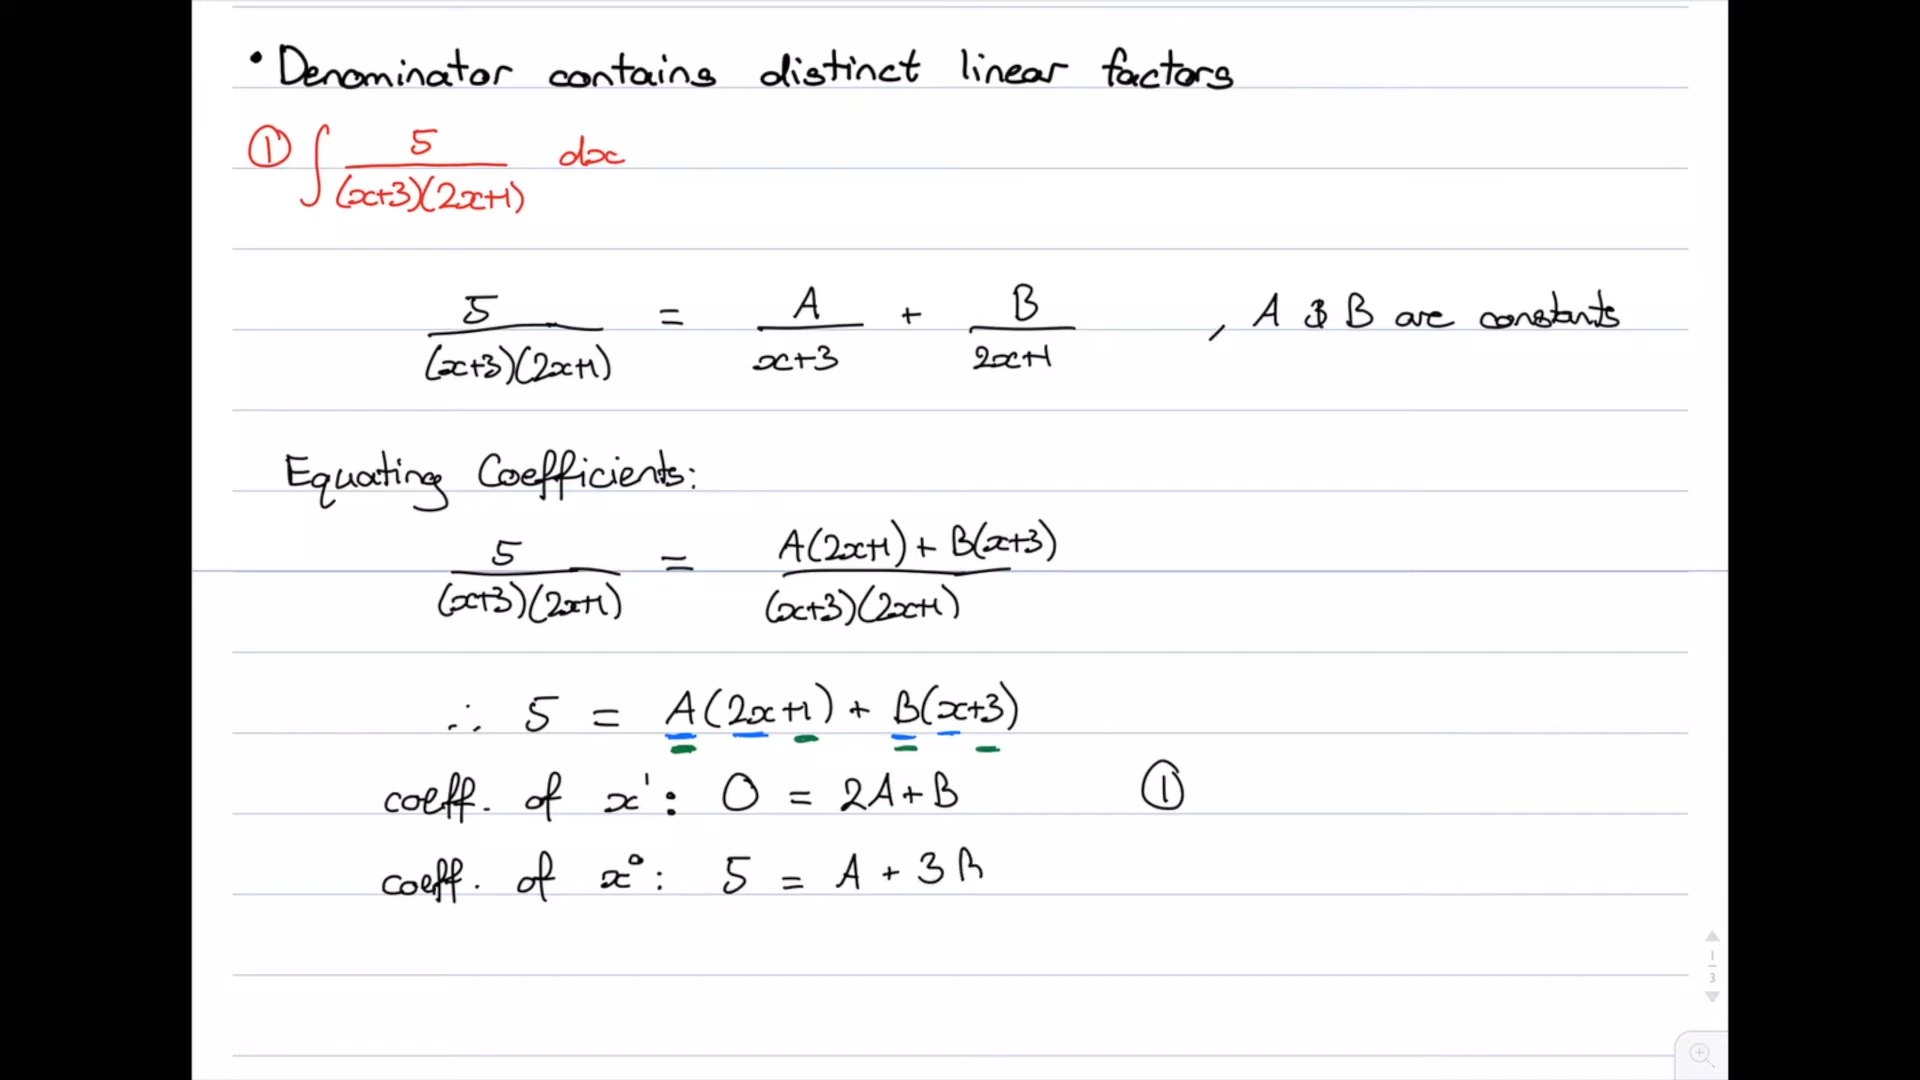 • Denominator contains distinct linear factors
① ∫ 5/((x+3)(2x+1)) dx
5/((x+3)(2x+1)) = A/(x+3) + B/(2x+1) , A & B are constants
Equating Coefficients:
5/((x+3)(2x+1)) = (A(2x+1) + B(x+3))/((x+3)(2x+1))
∴ 5 = A(2x+1) + B(x+3)
coeff. of x¹: 0 = 2A+B ①
coeff. of x⁰: 5 = A + 3B
1
3